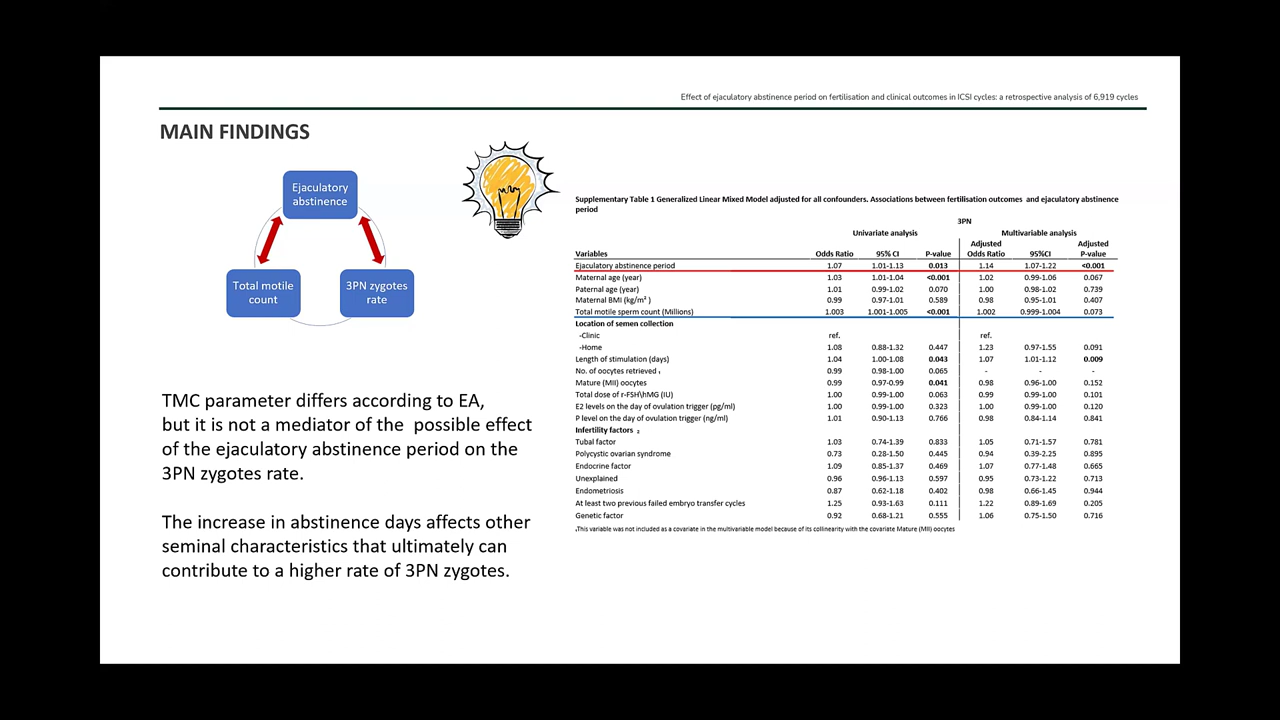 Effect of ejaculatory abstinence period on fertilisation and clinical outcomes in ICSI cycles: a retrospective analysis of 6,919 cycles
MAIN FINDINGS
Ejaculatory
abstinence
Total motile
count
3PN zygotes
rate
TMC parameter differs according to EA,
but it is not a mediator of the possible effect
of the ejaculatory abstinence period on the
3PN zygotes rate.
The increase in abstinence days affects other
seminal characteristics that ultimately can
contribute to a higher rate of 3PN zygotes.
Supplementary Table 1 Generalized Linear Mixed Model adjusted for all confounders. Associations between fertilisation outcomes and ejaculatory abstinence
period
3PN
Univariate analysis Multivariable analysis
Variables Odds Ratio 95% CI P-value Adjusted Odds Ratio 95%CI Adjusted P-value
Ejaculatory abstinence period 1.07 1.01-1.13 0.013 1.14 1.07-1.22 <0.001
Maternal age (year) 1.03 1.01-1.04 <0.001 1.02 0.99-1.06 0.067
Paternal age (year) 1.01 0.99-1.02 0.070 1.00 0.98-1.02 0.739
Maternal BMI (kg/m²) 0.99 0.97-1.01 0.589 0.98 0.95-1.01 0.407
Total motile sperm count (Millions) 1.003 1.001-1.005 <0.001 1.002 0.999-1.004 0.073
Location of semen collection
-Clinic ref. ref.
-Home 1.08 0.88-1.32 0.447 1.23 0.97-1.55 0.091
Length of stimulation (days) 1.04 1.00-1.08 0.043 1.07 1.01-1.12 0.009
No. of oocytes retrieved ₁ 0.99 0.98-1.00 0.065 - - -
Mature (MII) oocytes 0.99 0.97-0.99 0.041 0.98 0.96-1.00 0.152
Total dose of r-FSH\hMG (IU) 1.00 0.99-1.00 0.063 0.99 0.99-1.00 0.101
E2 levels on the day of ovulation trigger (pg/ml) 1.00 0.99-1.00 0.323 1.00 0.99-1.00 0.120
P level on the day of ovulation trigger (ng/ml) 1.01 0.90-1.13 0.766 0.98 0.84-1.14 0.841
Infertility factors ₂
Tubal factor 1.03 0.74-1.39 0.833 1.05 0.71-1.57 0.781
Polycystic ovarian syndrome 0.73 0.28-1.50 0.445 0.94 0.39-2.25 0.895
Endocrine factor 1.09 0.85-1.37 0.469 1.07 0.77-1.48 0.665
Unexplained 0.96 0.96-1.13 0.597 0.95 0.73-1.22 0.713
Endometriosis 0.87 0.62-1.18 0.402 0.98 0.66-1.45 0.944
At least two previous failed embryo transfer cycles 1.25 0.93-1.63 0.111 1.22 0.89-1.69 0.205
Genetic factor 0.92 0.68-1.21 0.555 1.06 0.75-1.50 0.716
₁This variable was not included as a covariate in the multivariable model because of its collinearity with the covariate Mature (MII) oocytes